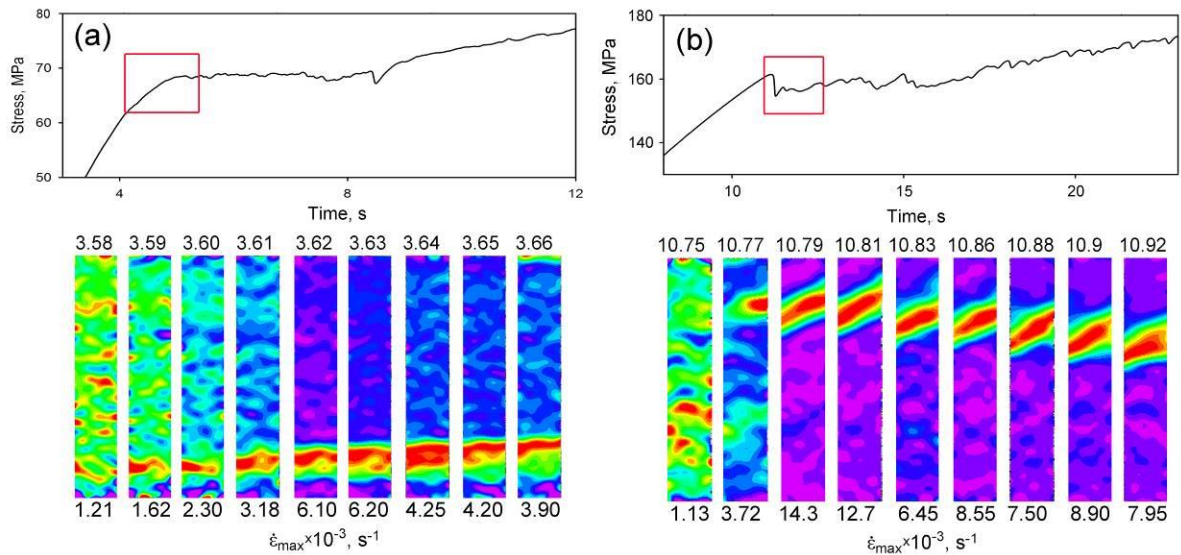 (a)
80
70
60
50
Stress, MPa
4
8
12
Time, s
3.58 3.59 3.60 3.61 3.62 3.63 3.64 3.65 3.66
1.21 1.62 2.30 3.18 6.10 6.20 4.25 4.20 3.90
ε̇max×10-3, s-1
(b)
180
160
140
130
Stress, MPa
10
15
20
Time, s
10.75 10.77 10.79 10.81 10.83 10.86 10.88 10.9 10.92
1.13 3.72 14.3 12.7 6.45 8.55 7.50 8.90 7.95
ε̇max×10-3, s-1